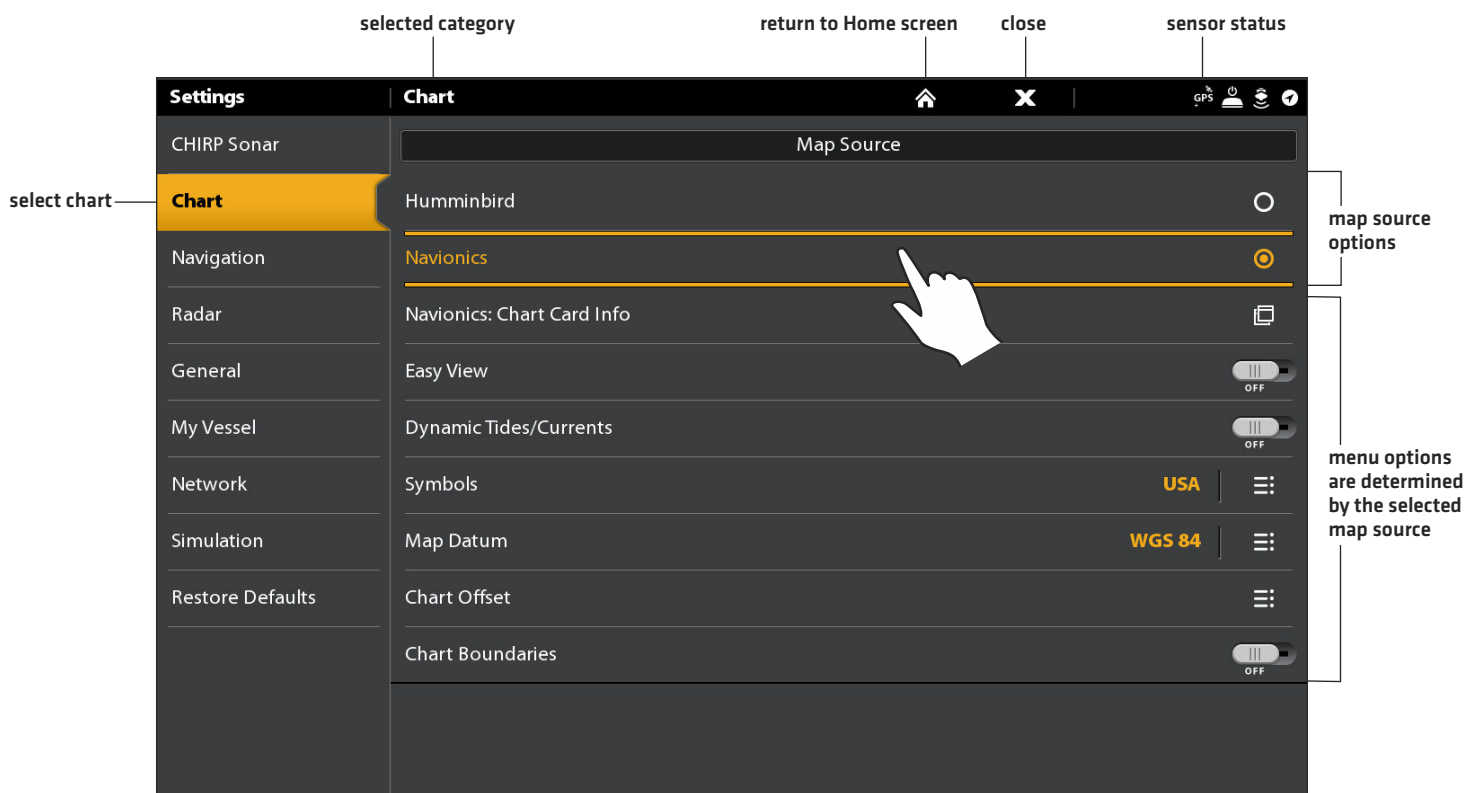 selected category
return to Home screen
close
sensor status
Settings
Chart
GPS
CHIRP Sonar
Map Source
select chart
Chart
Humminbird
map source
options
Navigation
Navionics
Radar
Navionics: Chart Card Info
General
Easy View
OFF
My Vessel
Dynamic Tides/Currents
OFF
menu options
are determined
by the selected
map source
Network
Symbols
USA
Simulation
Map Datum
WGS 84
Restore Defaults
Chart Offset
Chart Boundaries
OFF